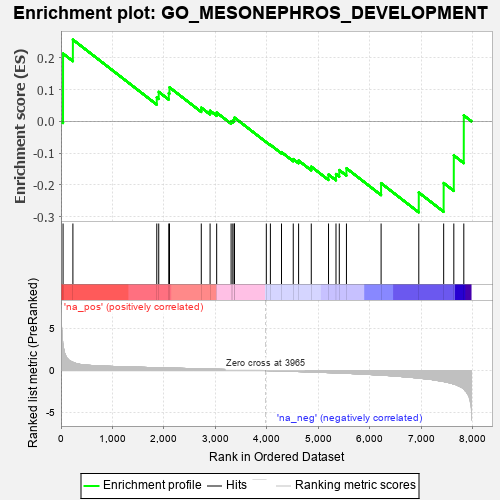 Enrichment plot: GO_MESONEPHROS_DEVELOPMENT
Enrichment score (ES)
0.2
0.1
0.0
-0.1
-0.2
-0.3
'na_pos' (positively correlated)
Ranked list metric (PreRanked)
5
0
-5
Zero cross at 3965
'na_neg' (negatively correlated)
0
1,000
2,000
3,000
4,000
5,000
6,000
7,000
8,000
Rank in Ordered Dataset
Enrichment profile
Hits
Ranking metric scores